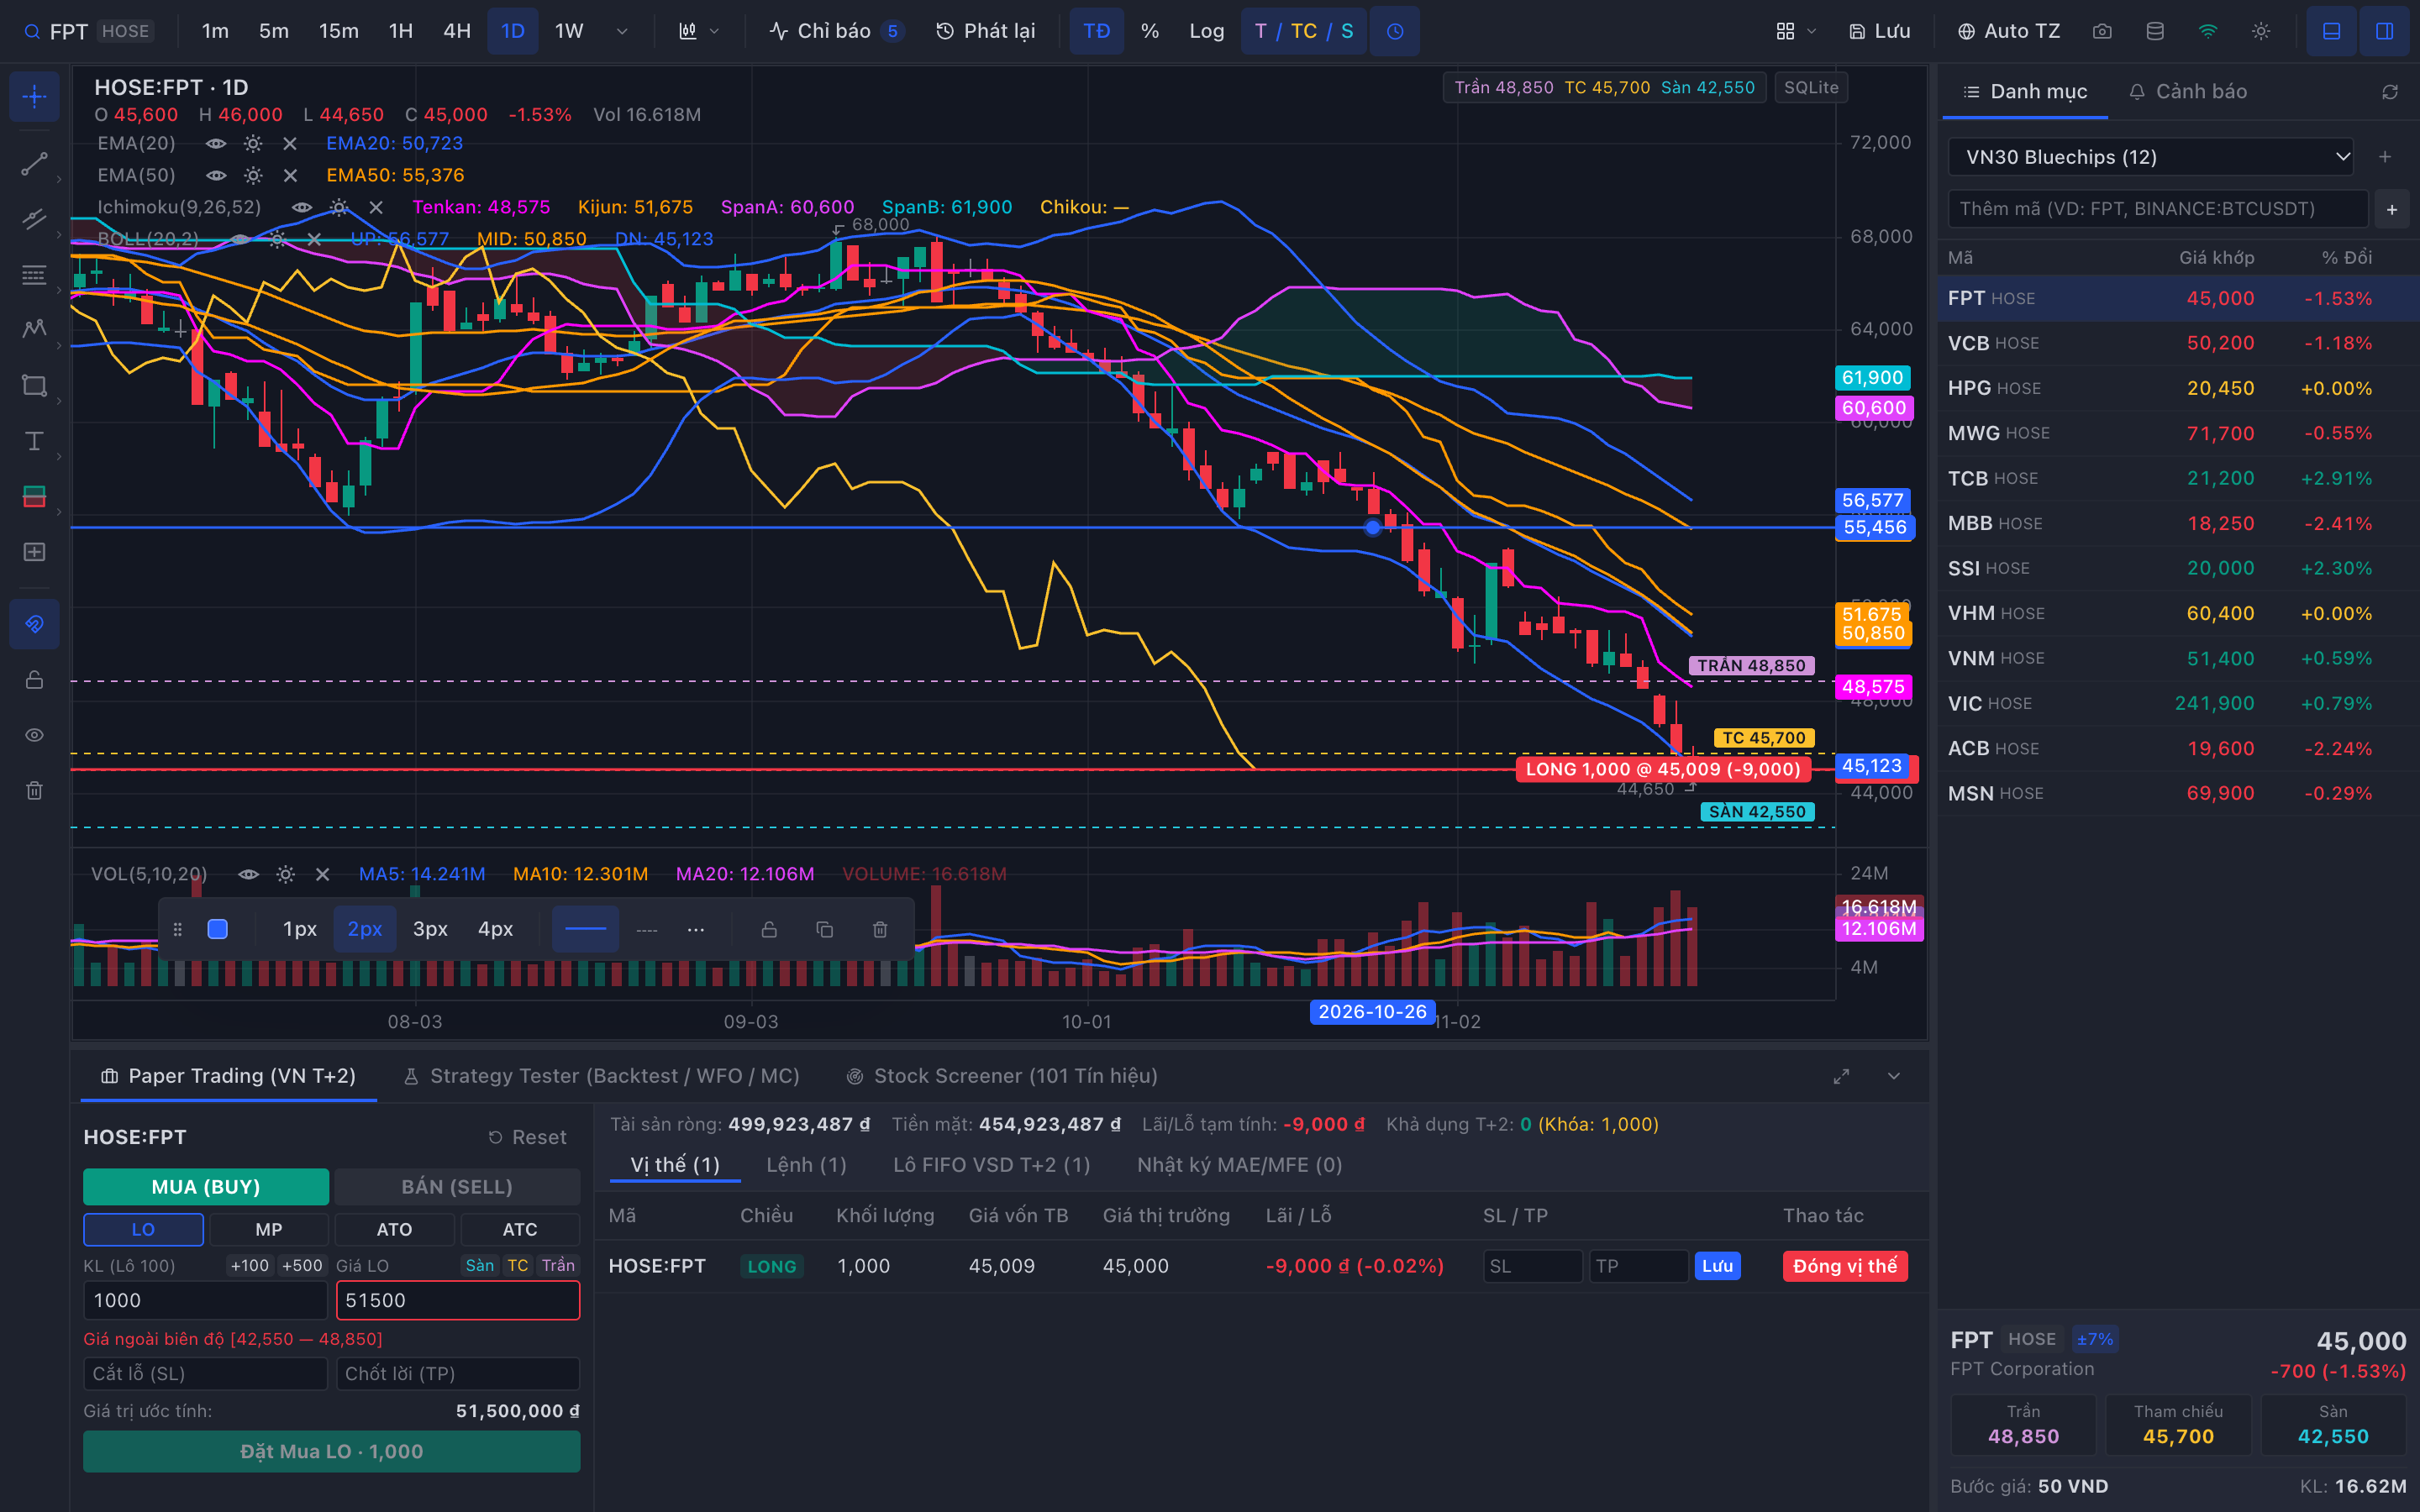 FPT HOSE 1m 5m 15m 1H 4H 1D 1W Chỉ báo 5 Phát lại TĐ % Log T / TC / S Lưu Auto TZ
HOSE:FPT · 1D
Trần 48,850 TC 45,700 Sàn 42,550 SQLite
O 45,600 H 46,000 L 44,650 C 45,000 -1.53% Vol 16.618M
EMA(20) EMA20: 50,723
EMA(50) EMA50: 55,376
Ichimoku(9,26,52) Tenkan: 48,575 Kijun: 51,675 SpanA: 60,600 SpanB: 61,900 Chikou: —
BOLL(20,2) UP: 56,577 MID: 50,850 DN: 45,123
68,000
72,000
68,000
64,000
61,900
60,600
60,000
56,577
55,456
51,675
50,850
TRẦN 48,850
48,575
48,000
TC 45,700
LONG 1,000 @ 45,009 (-9,000)
45,123
44,650
44,000
SÀN 42,550
VOL(5,10,20) MA5: 14.241M MA10: 12.301M MA20: 12.106M VOLUME: 16.618M
24M
16.618M
12.106M
4M
1px 2px 3px 4px
08-03 09-03 10-01 2026-10-26 11-02
Paper Trading (VN T+2) Strategy Tester (Backtest / WFO / MC) Stock Screener (101 Tín hiệu)
HOSE:FPT Reset
MUA (BUY) BÁN (SELL)
LO MP ATO ATC
KL (Lô 100) +100 +500 Giá LO Sàn TC Trần
1000 51500
Giá ngoài biên độ [42,550 — 48,850]
Cắt lỗ (SL) Chốt lời (TP)
Giá trị ước tính: 51,500,000 ₫
Đặt Mua LO · 1,000
Tài sản ròng: 499,923,487 ₫ Tiền mặt: 454,923,487 ₫ Lãi/Lỗ tạm tính: -9,000 ₫ Khả dụng T+2: 0 (Khóa: 1,000)
Vị thế (1) Lệnh (1) Lô FIFO VSD T+2 (1) Nhật ký MAE/MFE (0)
Mã Chiều Khối lượng Giá vốn TB Giá thị trường Lãi / Lỗ SL / TP Thao tác
HOSE:FPT LONG 1,000 45,009 45,000 -9,000 ₫ (-0.02%) SL TP Lưu Đóng vị thế
Danh mục Cảnh báo
VN30 Bluechips (12)
Thêm mã (VD: FPT, BINANCE:BTCUSDT) +
Mã Giá khớp % Đổi
FPT HOSE 45,000 -1.53%
VCB HOSE 50,200 -1.18%
HPG HOSE 20,450 +0.00%
MWG HOSE 71,700 -0.55%
TCB HOSE 21,200 +2.91%
MBB HOSE 18,250 -2.41%
SSI HOSE 20,000 +2.30%
VHM HOSE 60,400 +0.00%
VNM HOSE 51,400 +0.59%
VIC HOSE 241,900 +0.79%
ACB HOSE 19,600 -2.24%
MSN HOSE 69,900 -0.29%
FPT HOSE ±7% 45,000
FPT Corporation -700 (-1.53%)
Trần Tham chiếu Sàn
48,850 45,700 42,550
Bước giá: 50 VND KL: 16.62M